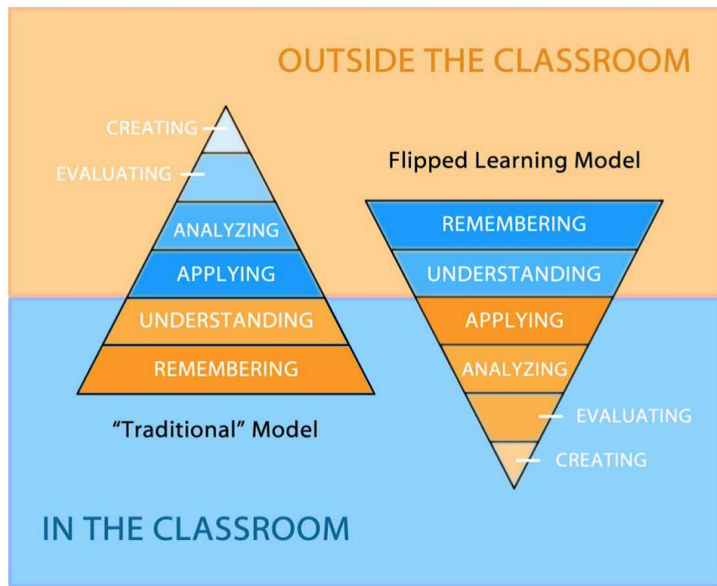 OUTSIDE THE CLASSROOM
CREATING
EVALUATING
ANALYZING
APPLYING
UNDERSTANDING
REMEMBERING
“Traditional” Model
Flipped Learning Model
REMEMBERING
UNDERSTANDING
APPLYING
ANALYZING
EVALUATING
CREATING
IN THE CLASSROOM